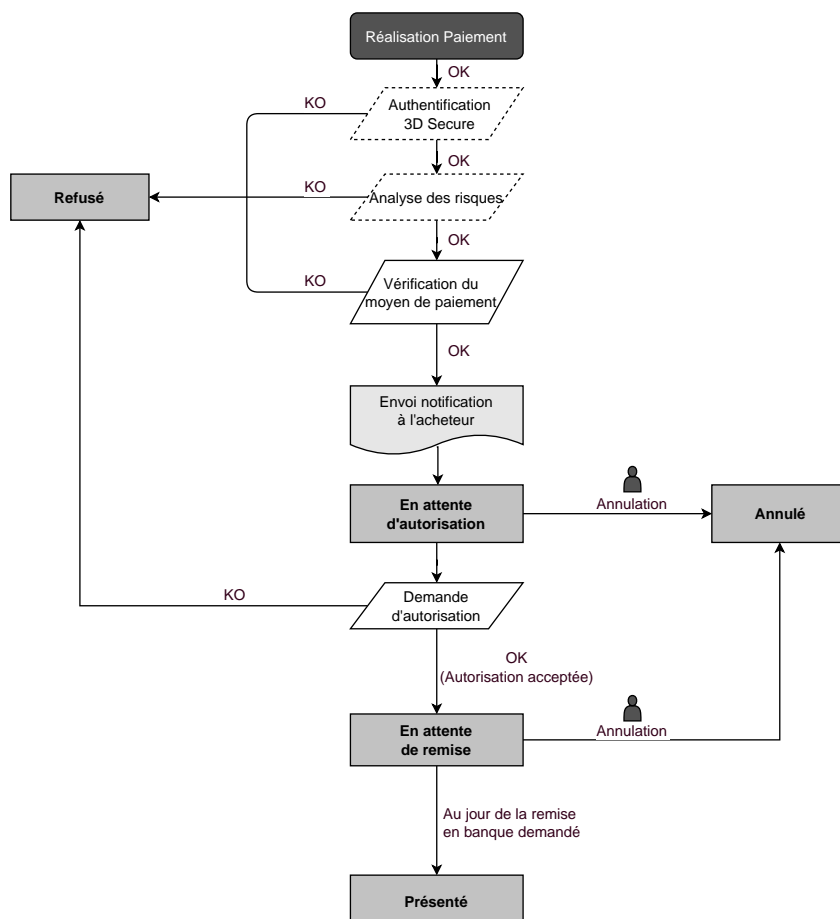 Réalisation Paiement
OK
KO
Authentification
3D Secure
OK
Refusé
KO
Analyse des risques
OK
KO
Vérification du
moyen de paiement
OK
Envoi notification
à l'acheteur
En attente
d'autorisation
Annulation
Annulé
KO
Demande
d'autorisation
OK
(Autorisation acceptée)
En attente
de remise
Annulation
Au jour de la remise
en banque demandé
Présenté